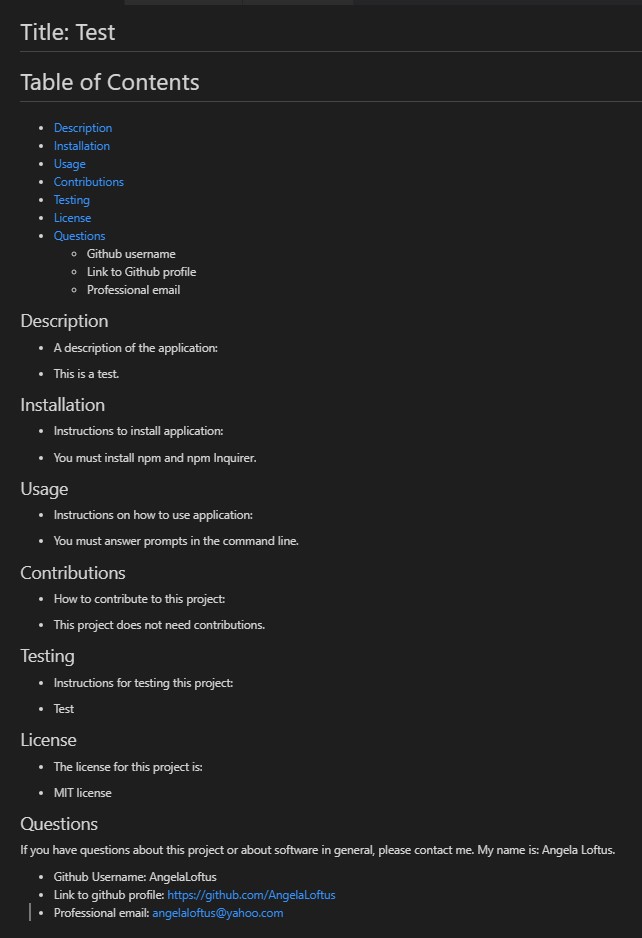 Title: Test
Table of Contents
Description
Installation
Usage
Contributions
Testing
License
Questions
Github username
Link to Github profile
Professional email
Description
A description of the application:
This is a test.
Installation
Instructions to install application:
You must install npm and npm Inquirer.
Usage
Instructions on how to use application:
You must answer prompts in the command line.
Contributions
How to contribute to this project:
This project does not need contributions.
Testing
Instructions for testing this project:
Test
License
The license for this project is:
MIT license
Questions
If you have questions about this project or about software in general, please contact me. My name is: Angela Loftus.
Github Username: AngelaLoftus
Link to github profile: https://github.com/AngelaLoftus
Professional email: angelaloftus@yahoo.com